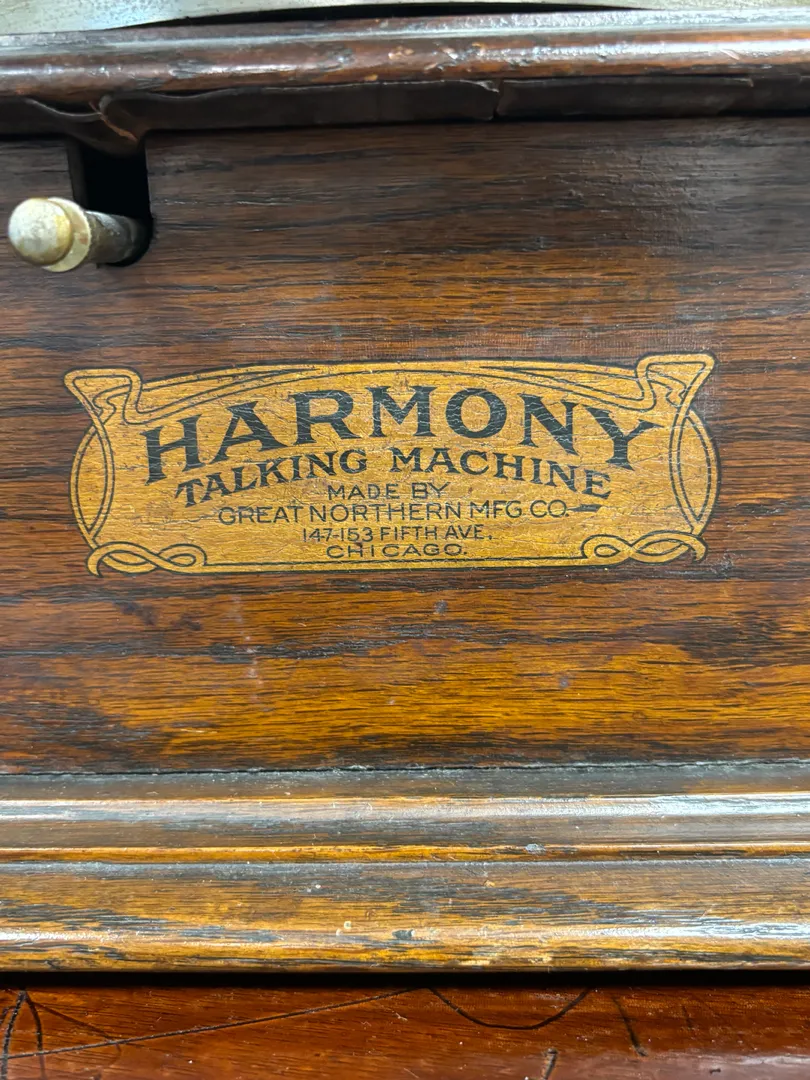 HARMONY
TALKING MACHINE
MADE BY
GREAT NORTHERN MFG CO.
147-153 FIFTH AVE.
CHICAGO.